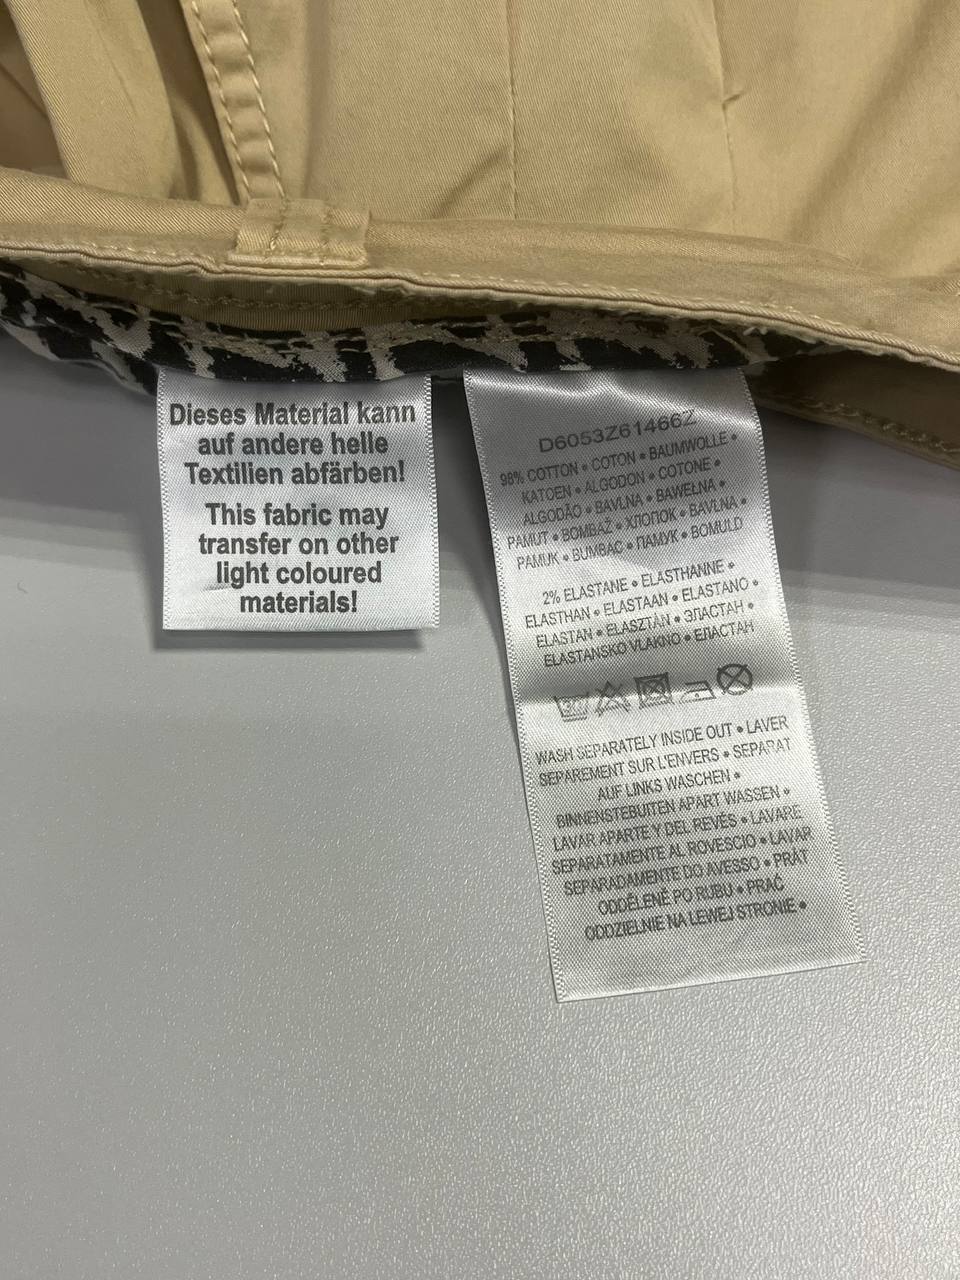 Dieses Material kann
auf andere helle
Textilien abfärben!
This fabric may
transfer on other
light coloured
materials!
D6053Z61466Z
98% COTTON • COTON • BAUMWOLLE •
KATOEN • ALGODON • COTONE •
ALGODÃO • BAVLNA • BAWEŁNA •
PAMUT • BOMBAŽ • ХЛОПОК • BAVLNA •
PAMUK • BUMBAC • ПАМУК • BOMULD
2% ELASTANE • ELASTHANNE •
ELASTHAN • ELASTAAN • ELASTANO •
ELASTAN • ELASZTÁN • ЭЛАСТАН •
ELASTANSKO VLAKNO • ЕЛАСТАН
WASH SEPARATELY INSIDE OUT • LAVER
SEPAREMENT SUR L'ENVERS • SEPARAT
AUF LINKS WASCHEN •
BINNENSTEBUITEN APART WASSEN •
LAVAR APARTE Y DEL REVÉS • LAVARE
SEPARATAMENTE AL ROVESCIO • LAVAR
SEPARADAMENTE DO AVESSO • PRÁT
ODDĚLENĚ PO RUBU • PRAĆ
ODDZIELNIE NA LEWEJ STRONIE •